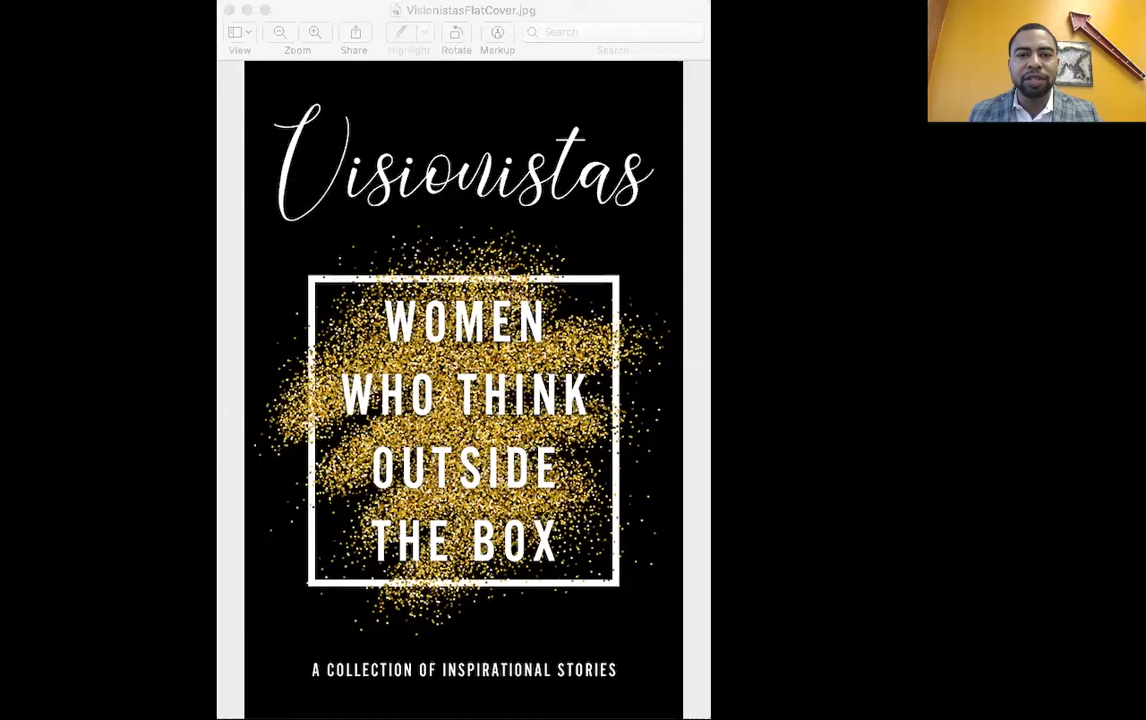 VisionistasFlatCover.jpg
View
Zoom
Share
Highlight
Rotate
Markup
Search
Search
Visionistas
WOMEN
WHO THINK
OUTSIDE
THE BOX
A COLLECTION OF INSPIRATIONAL STORIES